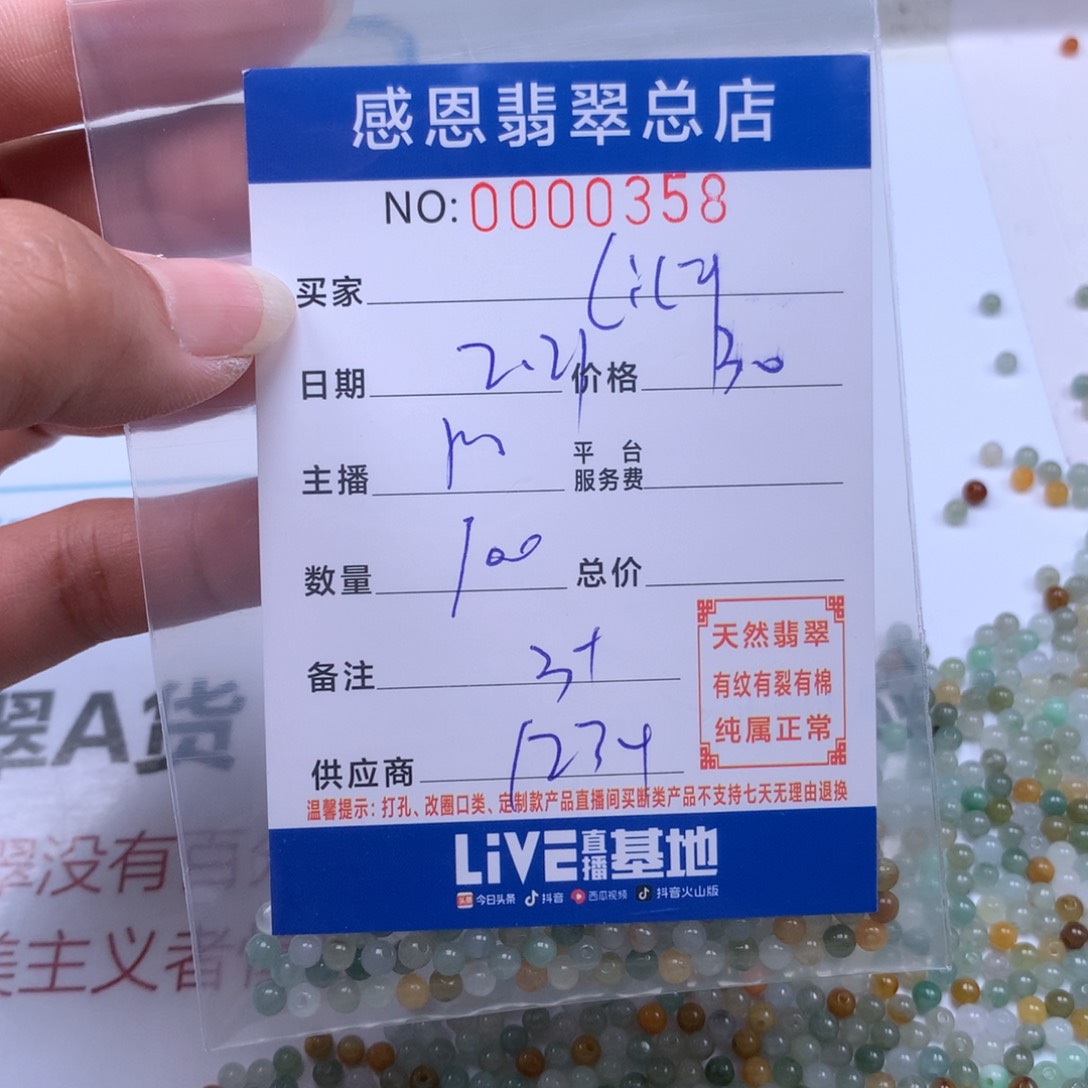 感恩翡翠总店
NO:0000358
买家
日期 2.21 价格 130
主播 m 平台服务费
数量 100 总价
备注 3+
供应商 1234
天然翡翠
有纹有裂有棉
纯属正常
温馨提示：打孔、改圈口类、定制款产品直播间买断类产品不支持七天无理由退换
LiVE直播基地
头条 今日头条 抖音 西瓜视频 抖音火山版
翠A货
翠没有百分
美主义者